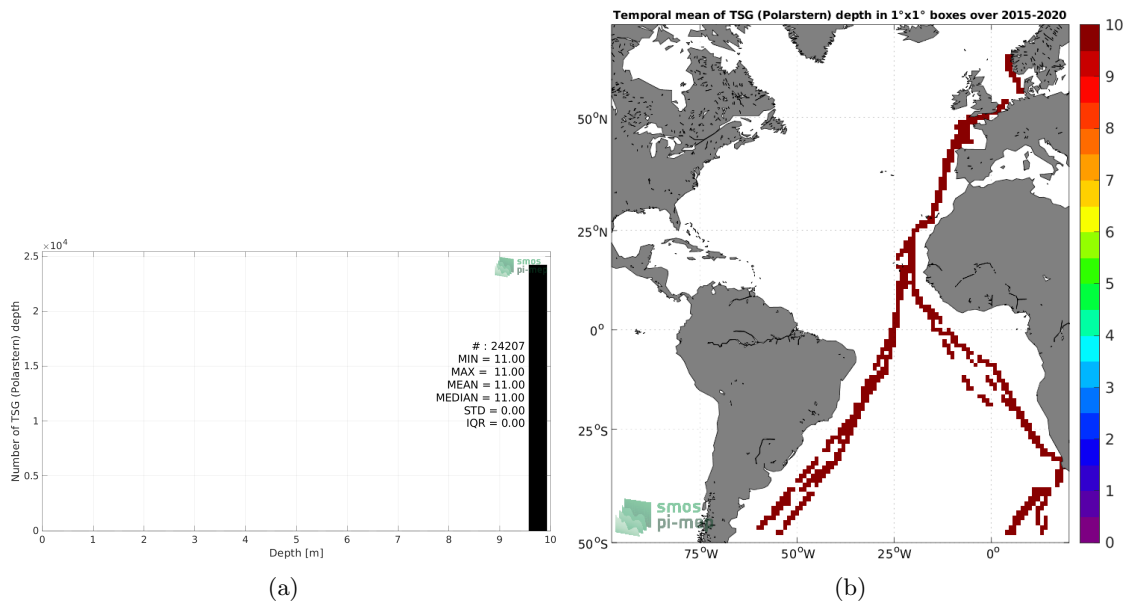 ×10⁴
2.5
2
1.5
1
0.5
0
Number of TSG (Polarstern) depth
smos
pi-mep
# : 24207
MIN = 11.00
MAX = 11.00
MEAN = 11.00
MEDIAN = 11.00
STD = 0.00
IQR = 0.00
0 1 2 3 4 5 6 7 8 9 10
Depth [m]
(a)
Temporal mean of TSG (Polarstern) depth in 1°x1° boxes over 2015-2020
50°N
25°N
0°
25°S
50°S
75°W 50°W 25°W 0°
smos
pi-mep
10
9
8
7
6
5
4
3
2
1
0
(b)